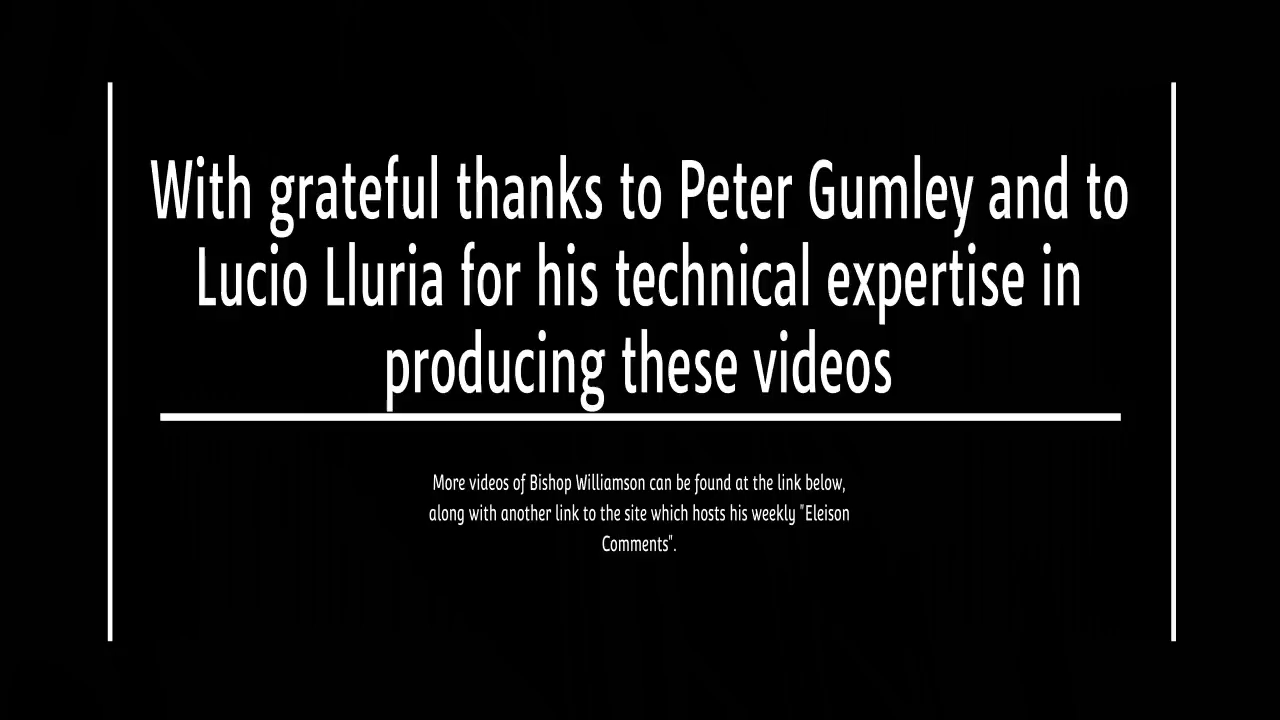 With grateful thanks to Peter Gumley and to
Lucio Lluria for his technical expertise in
producing these videos
More videos of Bishop Williamson can be found at the link below,
along with another link to the site which hosts his weekly "Eleison
Comments".